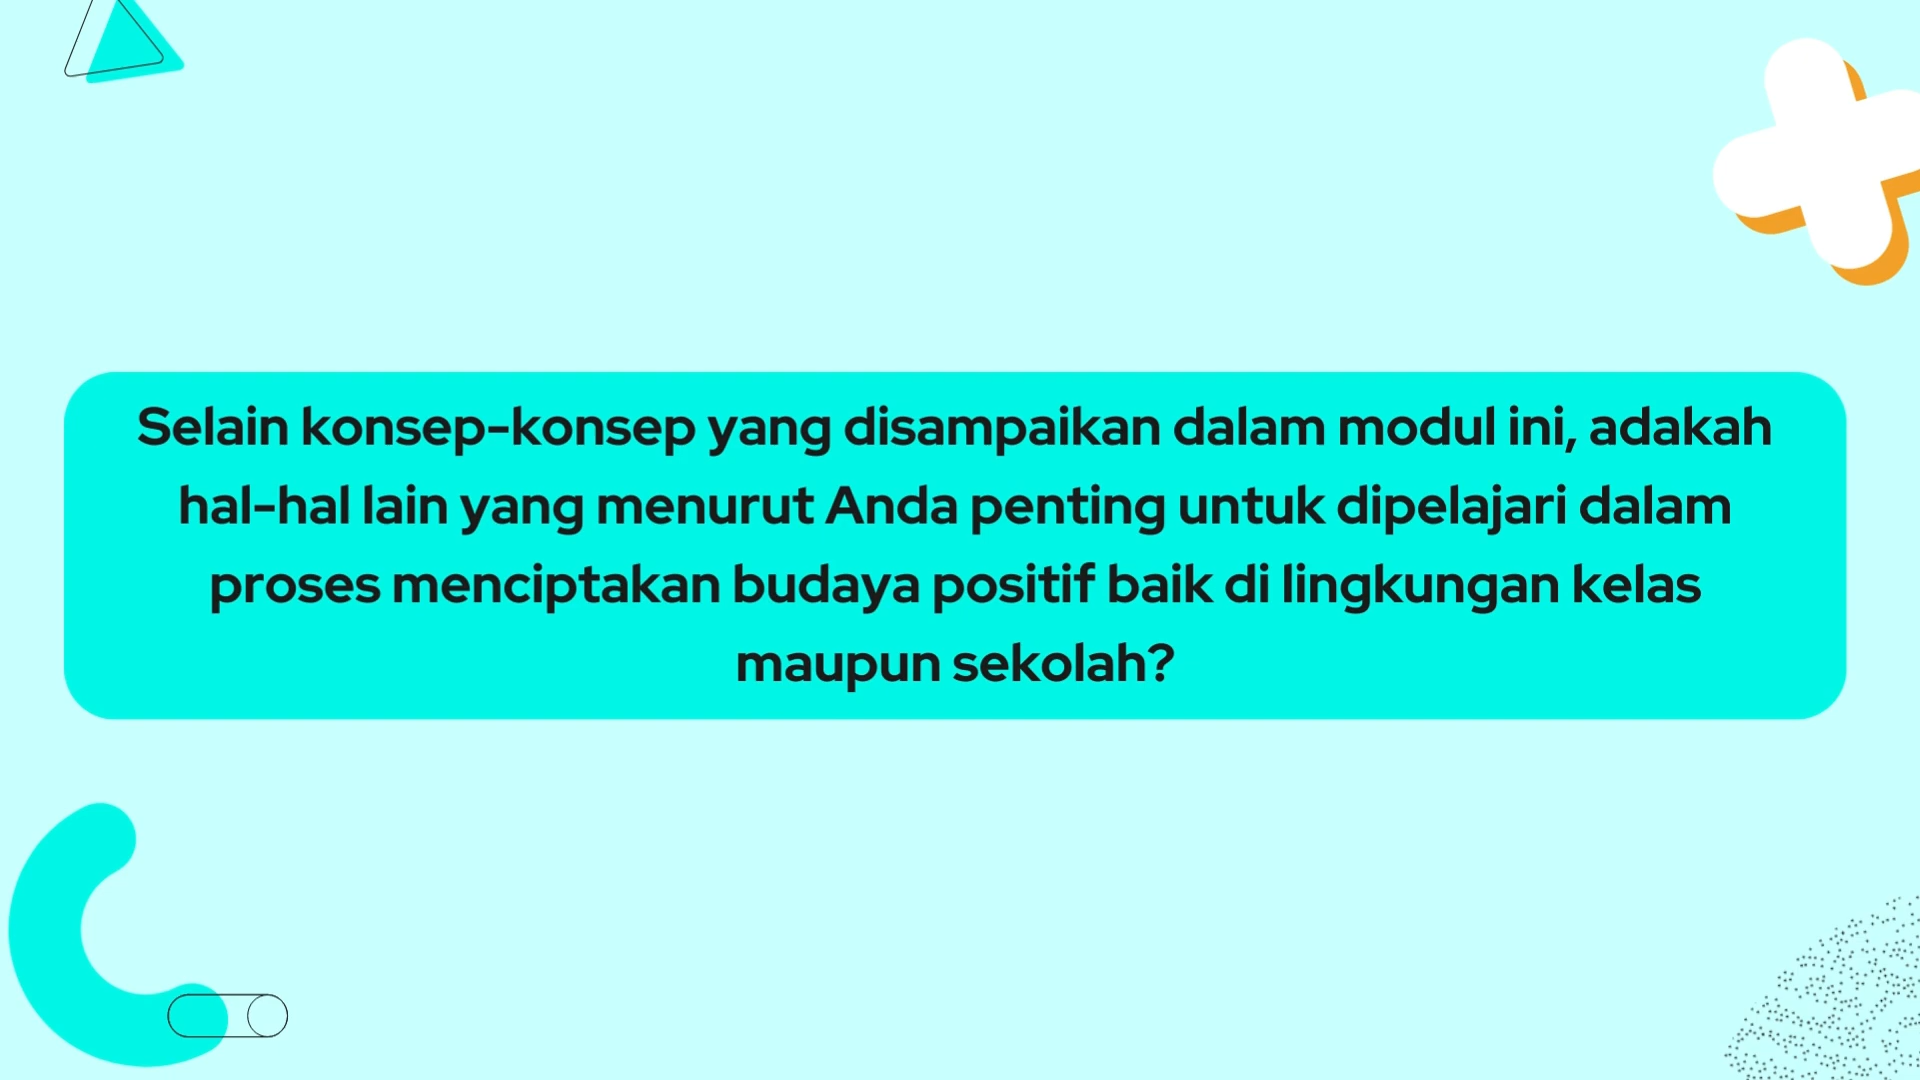 Selain konsep-konsep yang disampaikan dalam modul ini, adakah
hal-hal lain yang menurut Anda penting untuk dipelajari dalam
proses menciptakan budaya positif baik di lingkungan kelas
maupun sekolah?